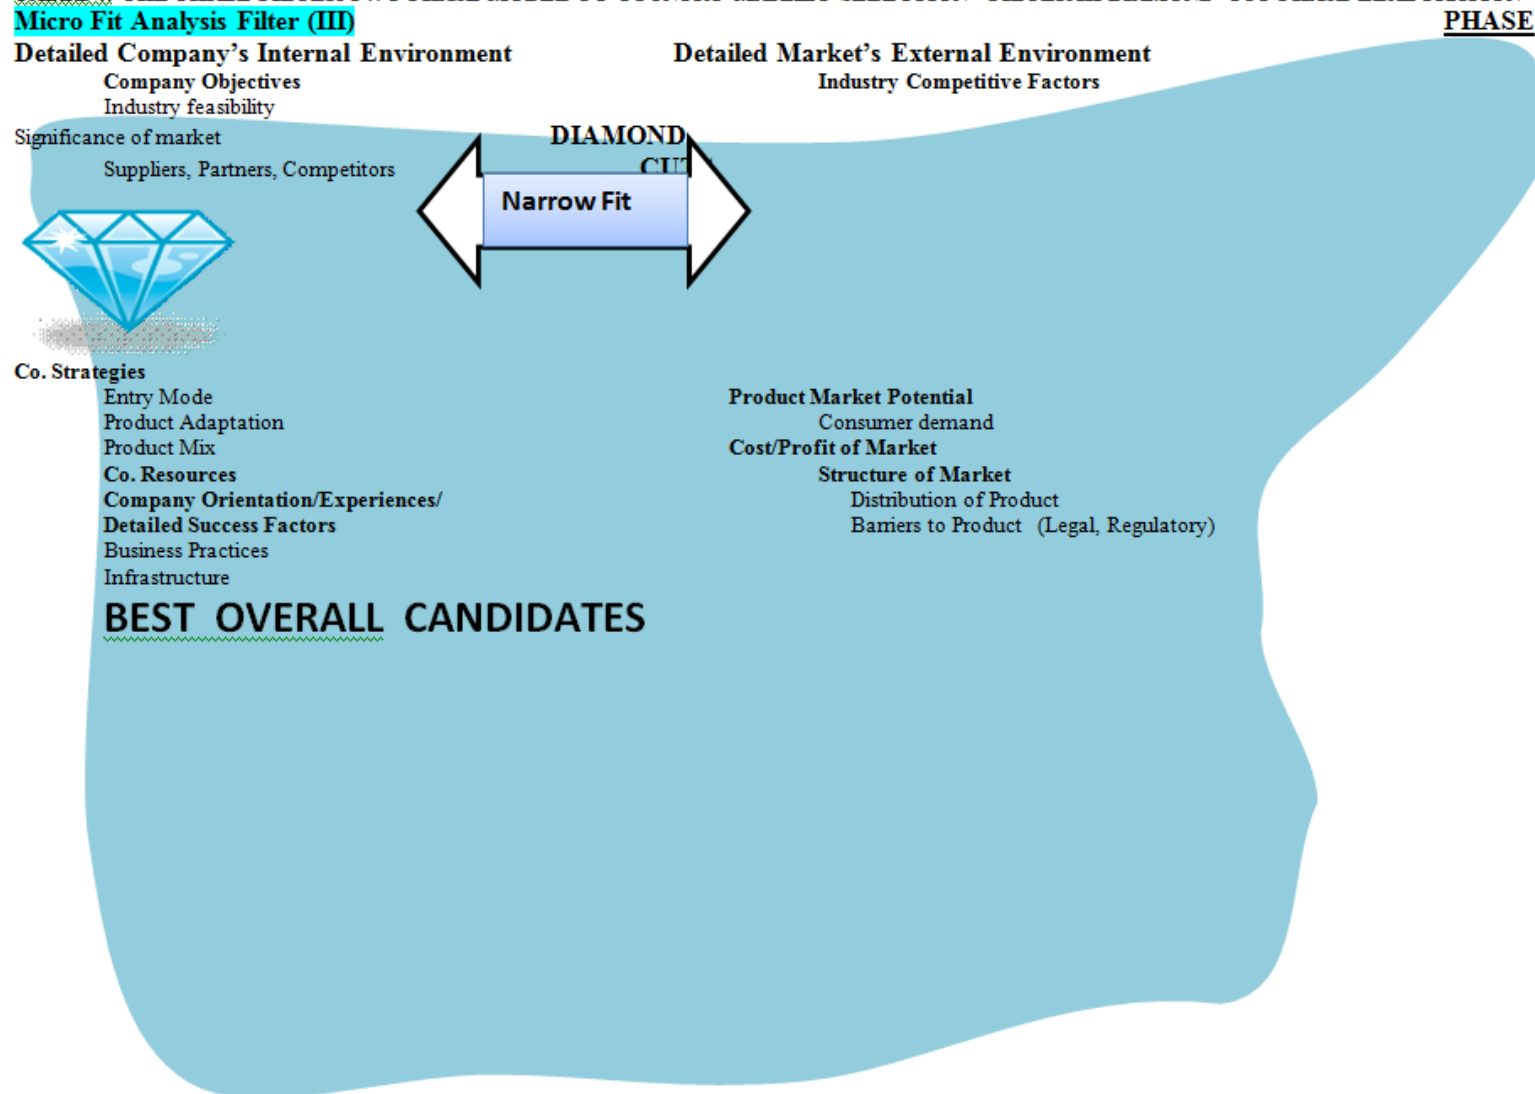 Micro Fit Analysis Filter (III) PHASE
Detailed Company's Internal Environment Detailed Market's External Environment
Company Objectives Industry Competitive Factors
Industry feasibility
Significance of market DIAMOND
Suppliers, Partners, Competitors
Narrow Fit
Co. Strategies
Entry Mode Product Market Potential
Product Adaptation Consumer demand
Product Mix Cost/Profit of Market
Co. Resources Structure of Market
Company Orientation/Experiences/ Distribution of Product
Detailed Success Factors Barriers to Product (Legal, Regulatory)
Business Practices
Infrastructure
BEST OVERALL CANDIDATES